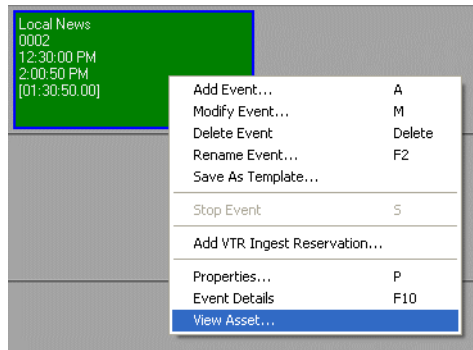 Local News
0002
12:30:00 PM
2:00:50 PM
[01:30:50.00]
Add Event... A
Modify Event... M
Delete Event Delete
Rename Event... F2
Save As Template...
Stop Event S
Add VTR Ingest Reservation...
Properties... P
Event Details F10
View Asset...